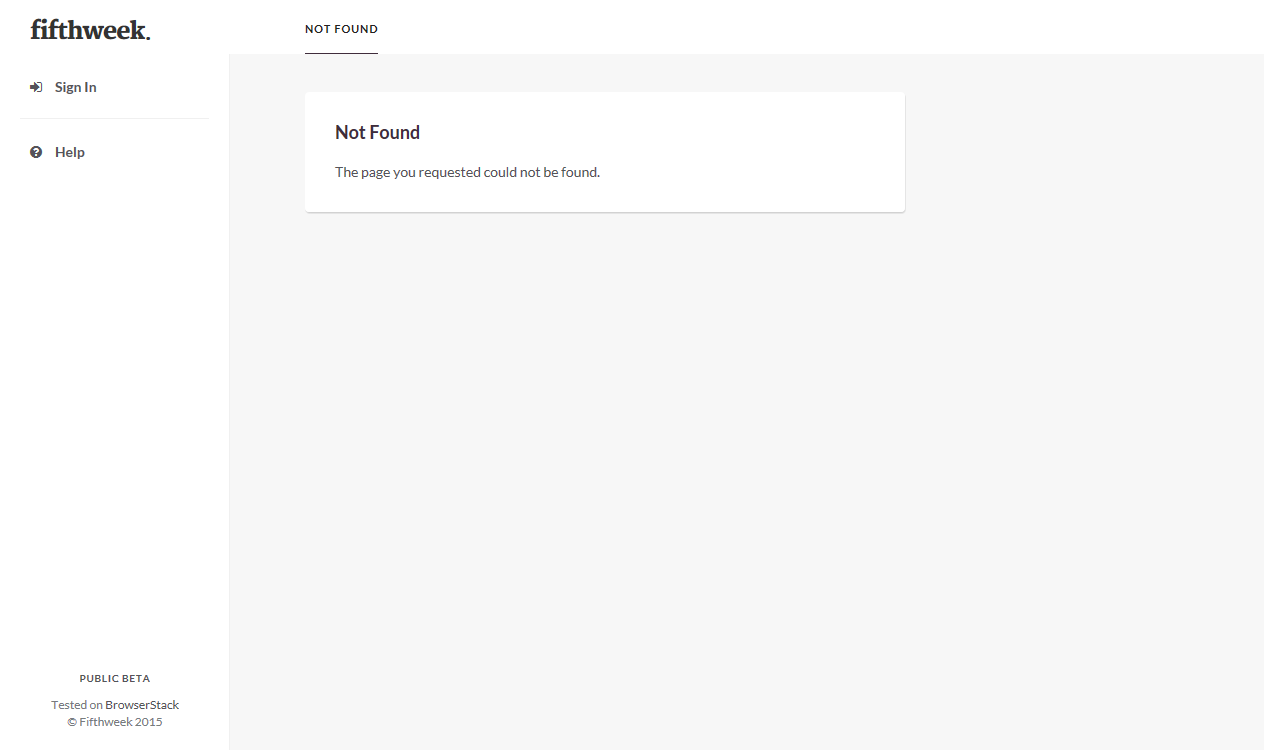 fifthweek.
NOT FOUND
Sign In
Help
Not Found
The page you requested could not be found.
PUBLIC BETA
Tested on BrowserStack
© Fifthweek 2015